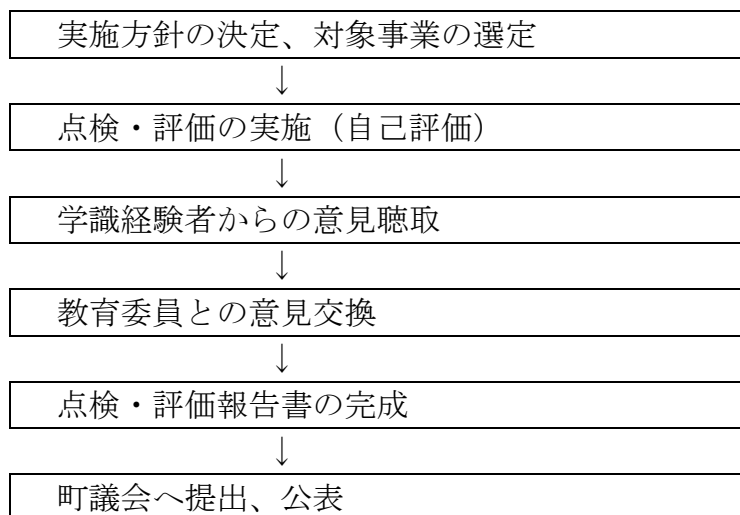 実施方針の決定、対象事業の選定
↓
点検・評価の実施（自己評価）
↓
学識経験者からの意見聴取
↓
教育委員との意見交換
↓
点検・評価報告書の完成
↓
町議会へ提出、公表